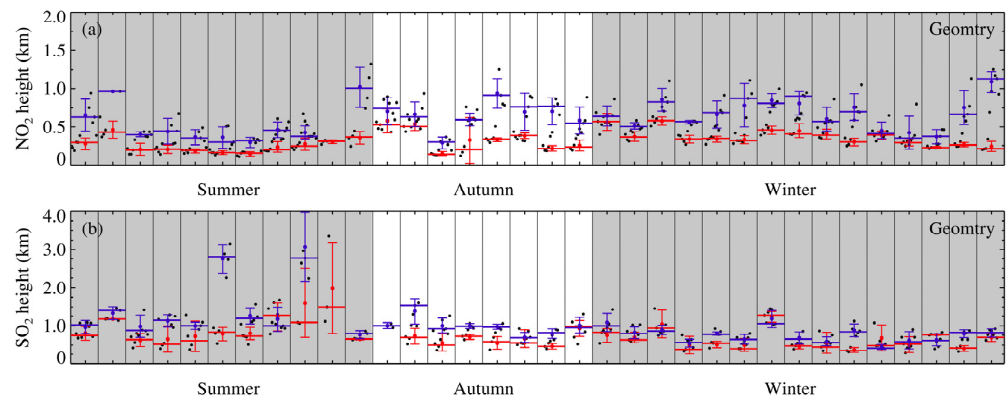 2.0
(a)
Geomtry
1.5
1.0
0.5
0
NO2 height (km)
Summer
Autumn
Winter
4.0
(b)
Geomtry
3.0
2.0
1.0
0
SO2 height (km)
Summer
Autumn
Winter